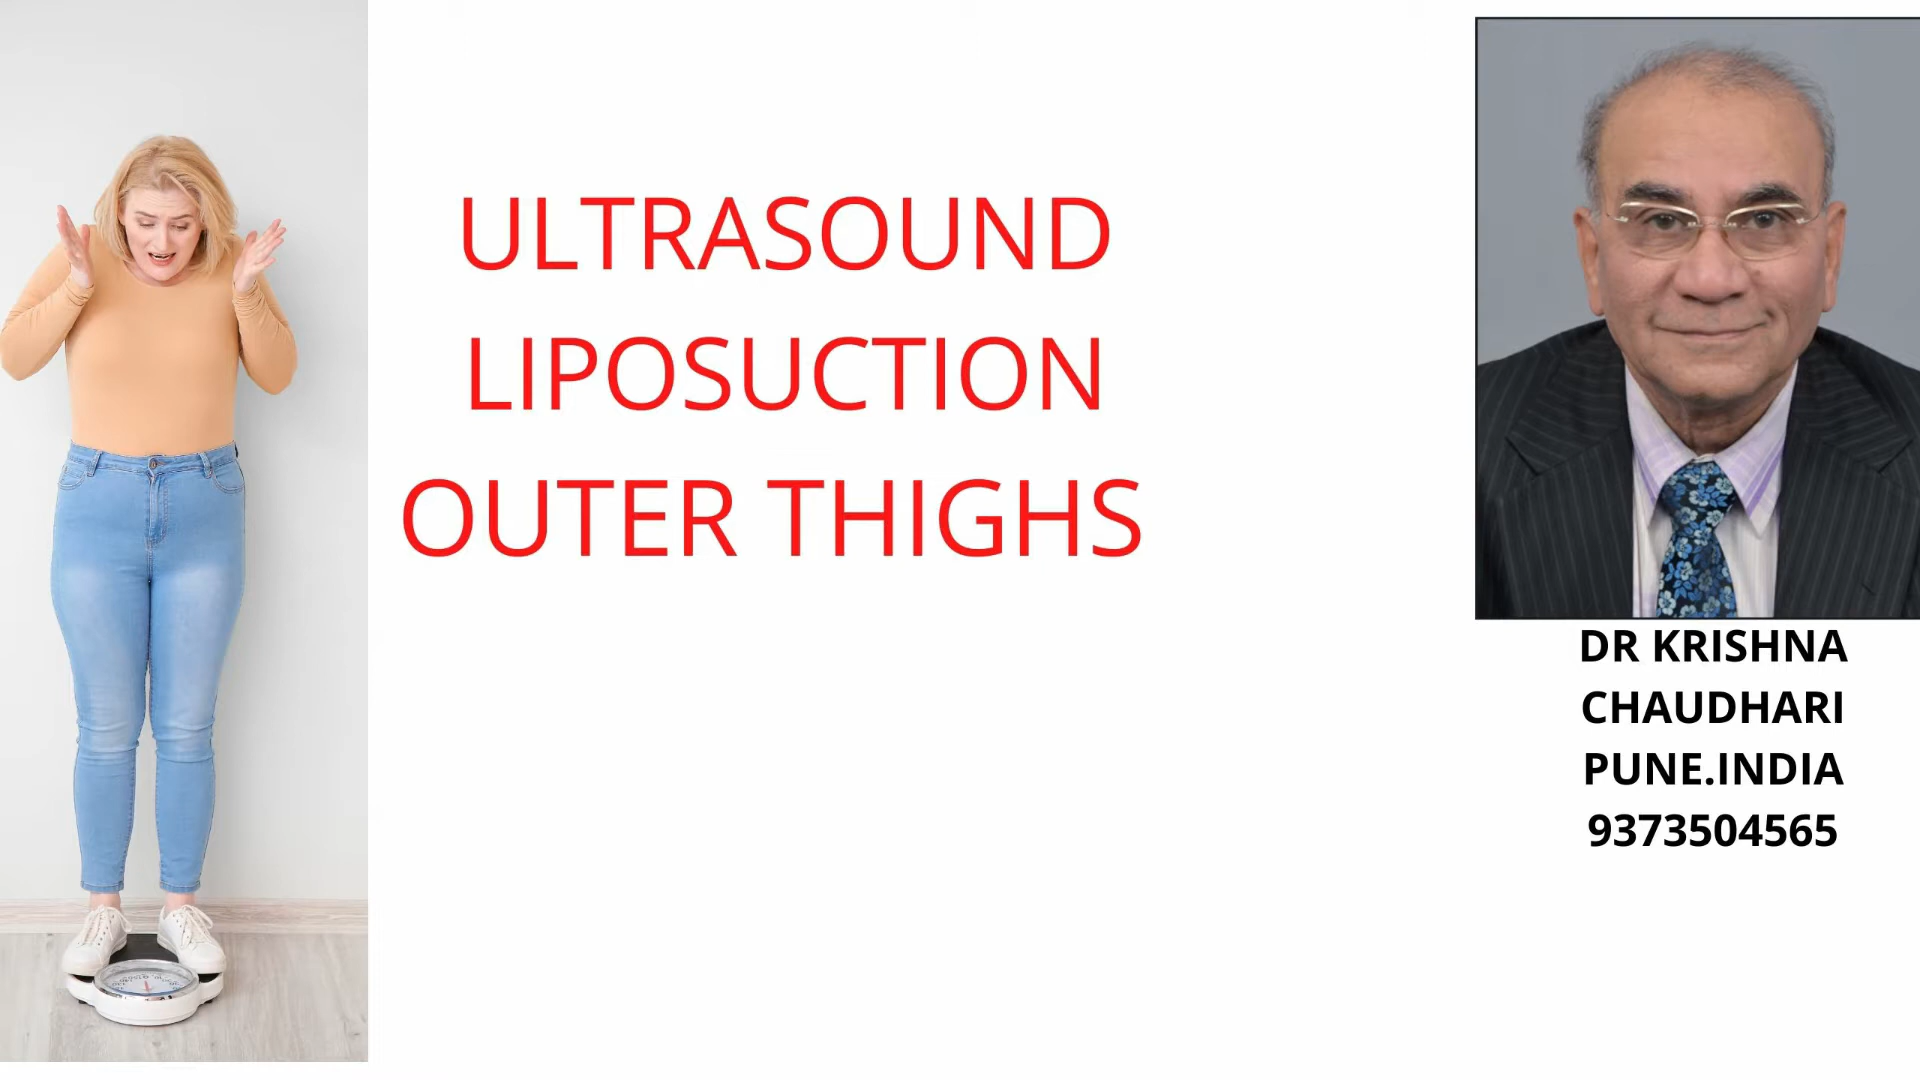 ULTRASOUND
LIPOSUCTION
OUTER THIGHS
DR KRISHNA
CHAUDHARI
PUNE.INDIA
9373504565